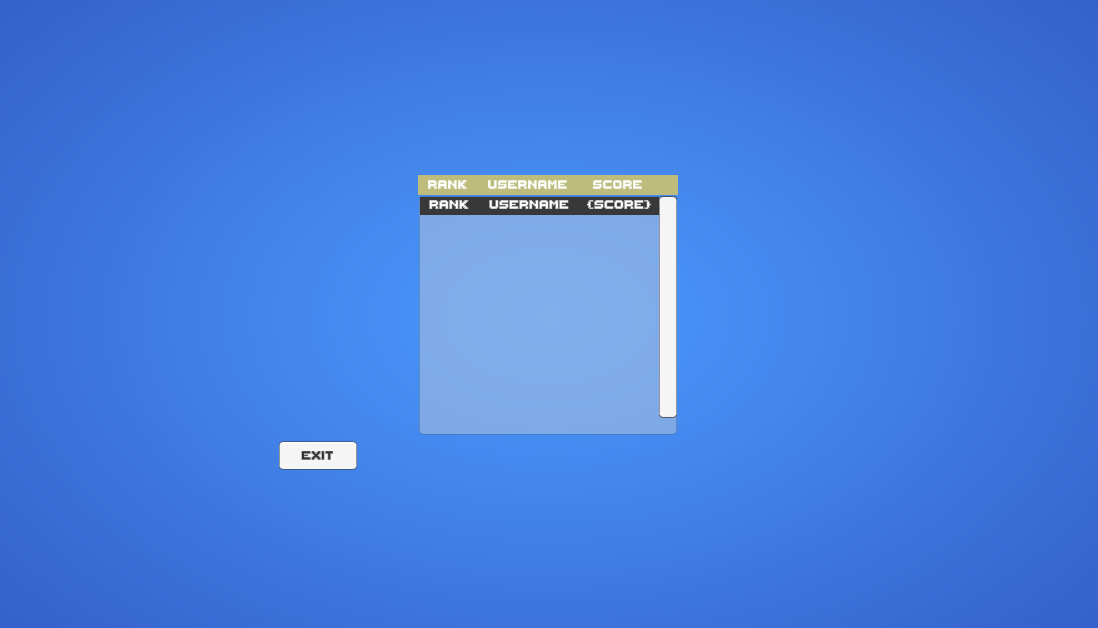 RANK USERNAME SCORE
RANK USERNAME {SCORE}
EXIT